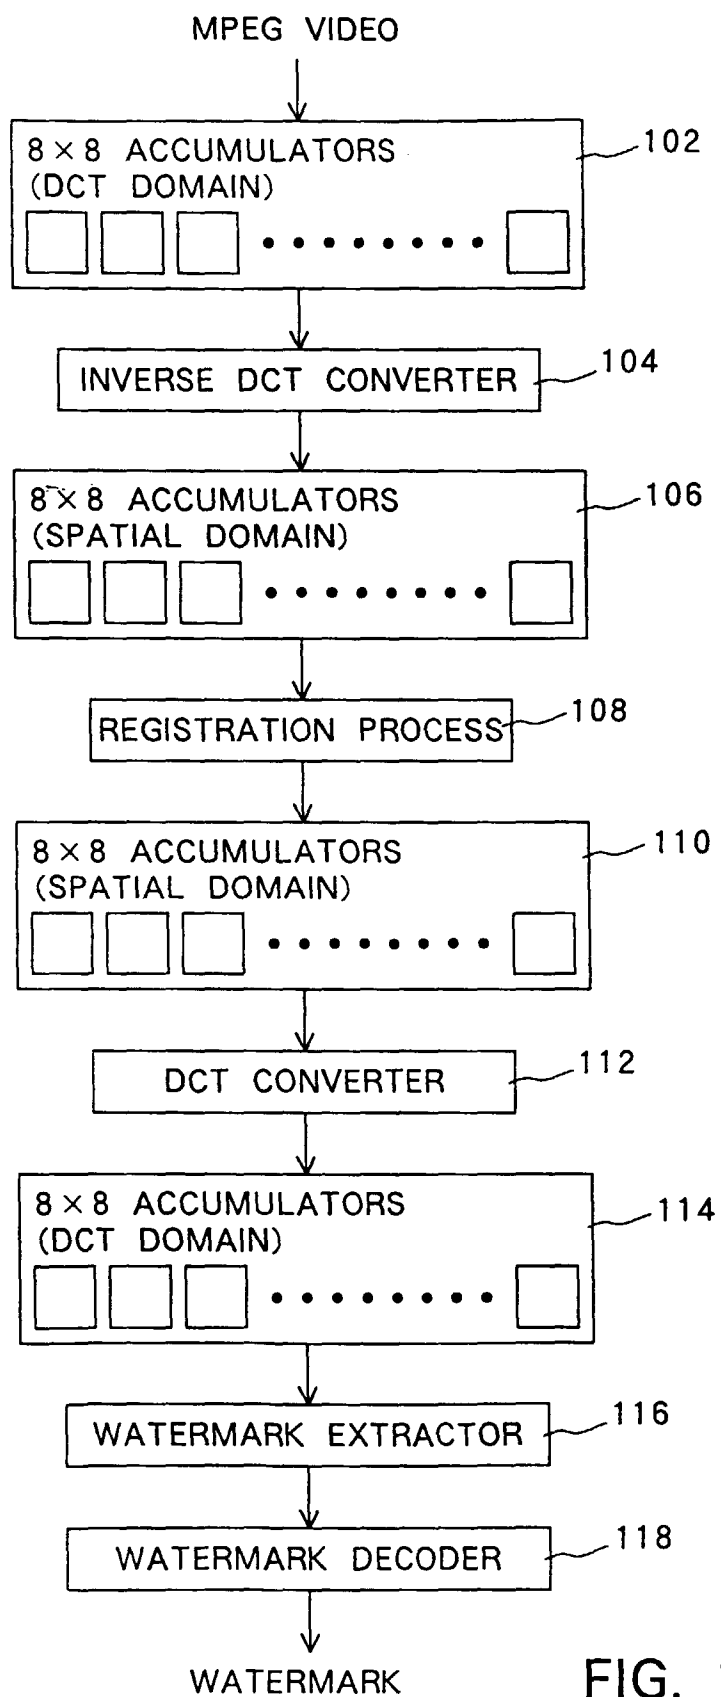 MPEG VIDEO
8×8 ACCUMULATORS
(DCT DOMAIN)
102
INVERSE DCT CONVERTER
104
8×8 ACCUMULATORS
(SPATIAL DOMAIN)
106
REGISTRATION PROCESS
108
8×8 ACCUMULATORS
(SPATIAL DOMAIN)
110
DCT CONVERTER
112
8×8 ACCUMULATORS
(DCT DOMAIN)
114
WATERMARK EXTRACTOR
116
WATERMARK DECODER
118
WATERMARK
FIG.